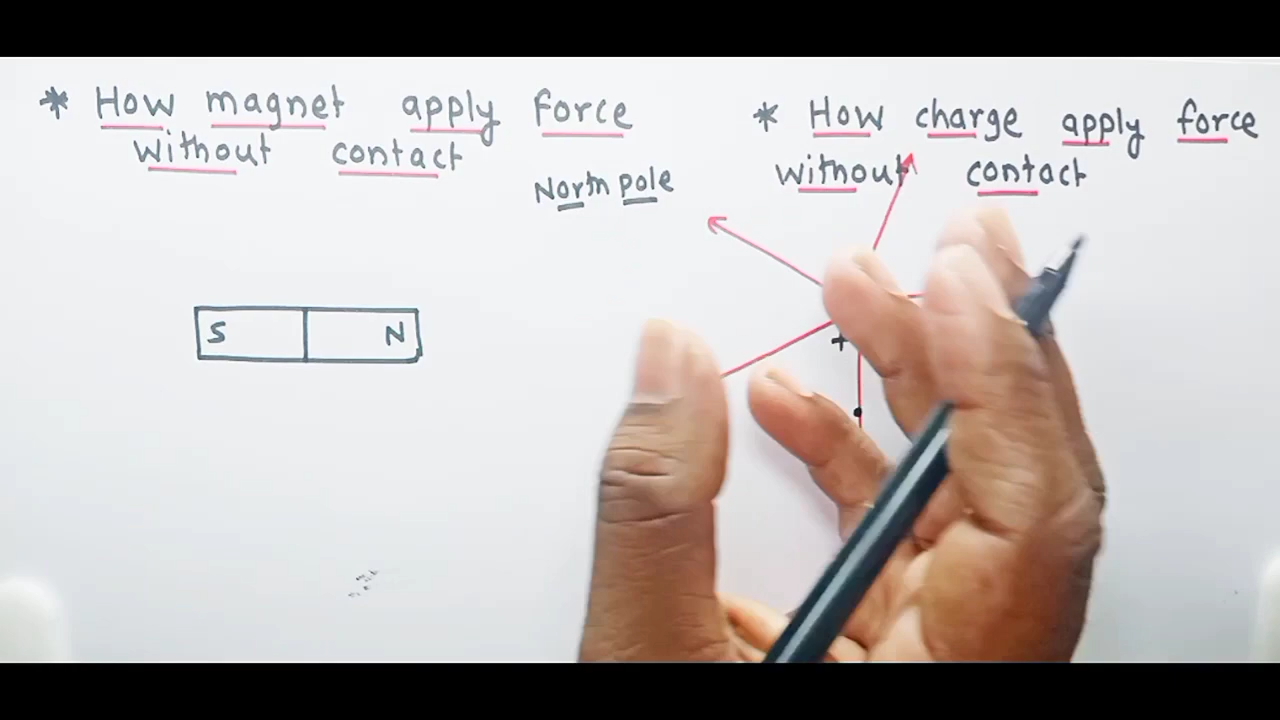 * How magnet apply force
without contact
North pole
S N
* How charge apply force
without contact
+